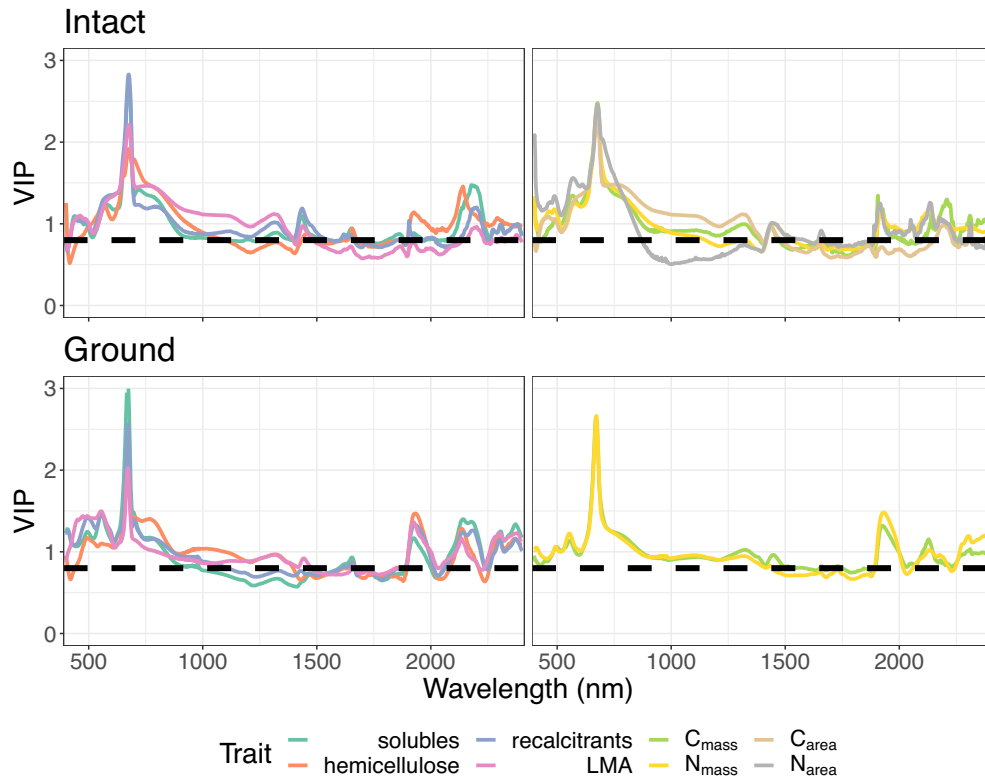 Intact
3
2
1
0
VIP
Ground
3
2
1
0
VIP
500 1000 1500 2000 500 1000 1500 2000
Wavelength (nm)
Trait solubles recalcitrants Cmass Carea
hemicellulose LMA Nmass Narea